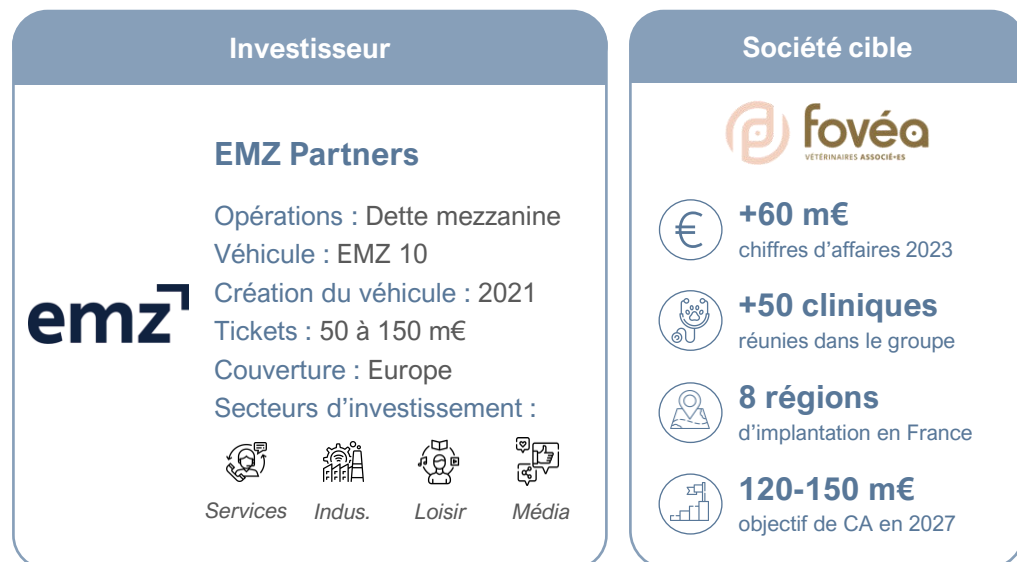 Investisseur
emz
EMZ Partners
Opérations : Dette mezzanine
Véhicule : EMZ 10
Création du véhicule : 2021
Tickets : 50 à 150 m€
Couverture : Europe
Secteurs d'investissement :
Services Indus. Loisir Média
Société cible
fovéa
VÉTÉRINAIRES ASSOCIÉ•ES
€
+60 m€
chiffres d'affaires 2023
+50 cliniques
réunies dans le groupe
8 régions
d'implantation en France
120-150 m€
objectif de CA en 2027